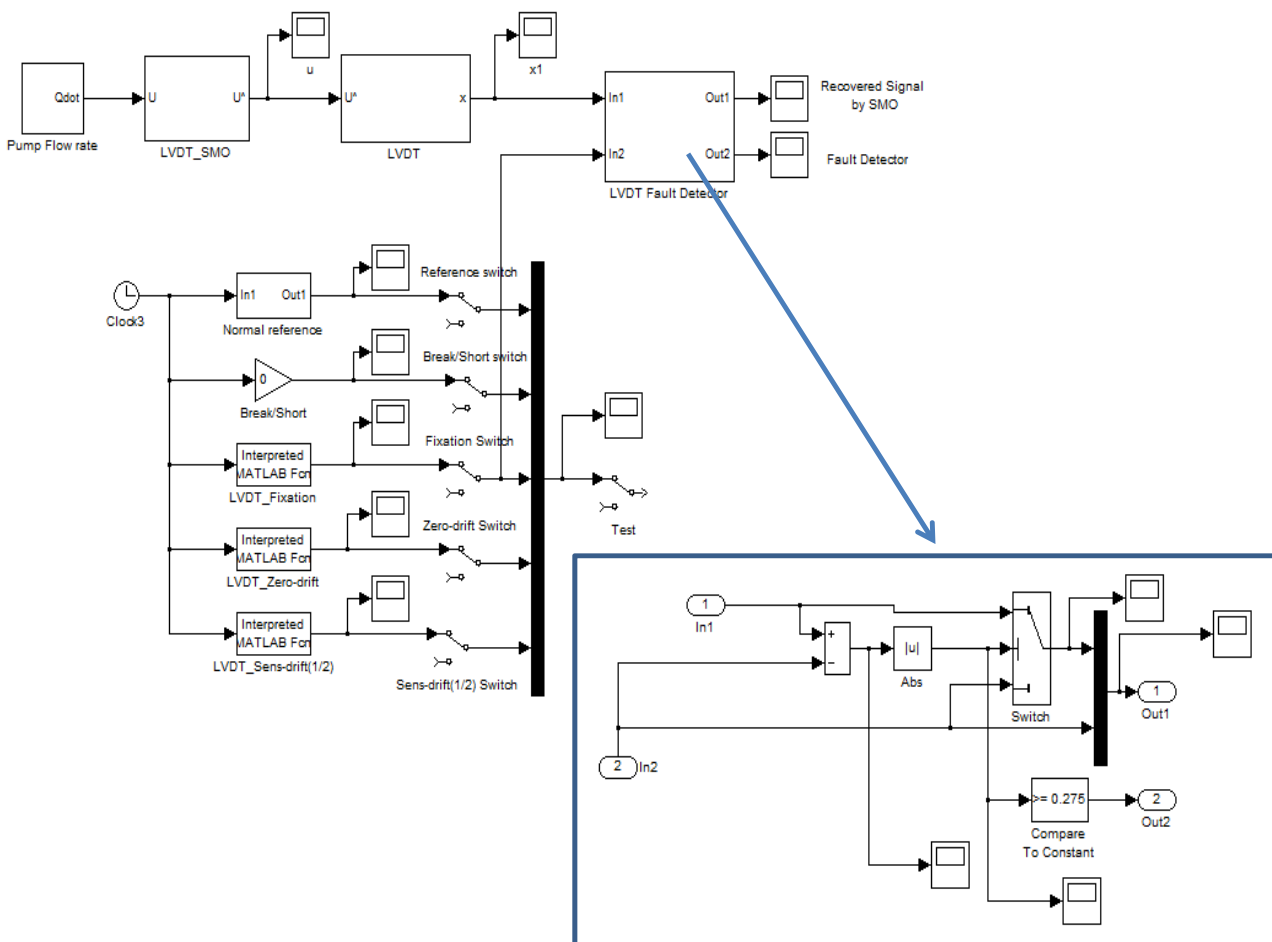 Qdot
Pump Flow rate
U
U^
LVDT_SMO
u
U^
x
LVDT
x1
In1
In2
Out1
Out2
LVDT Fault Detector
Recovered Signal
by SMO
Fault Detector
Clock3
In1
Out1
Normal reference
Reference switch
0
Break/Short
Break/Short switch
Interpreted
MATLAB Fcn
LVDT_Fixation
Fixation Switch
Interpreted
MATLAB Fcn
LVDT_Zero-drift
Zero-drift Switch
Interpreted
MATLAB Fcn
LVDT_Sens-drift(1/2)
Sens-drift(1/2) Switch
Test
1
In1
2
In2
+
−
|u|
Abs
Switch
1
Out1
>= 0.275
Compare
To Constant
2
Out2